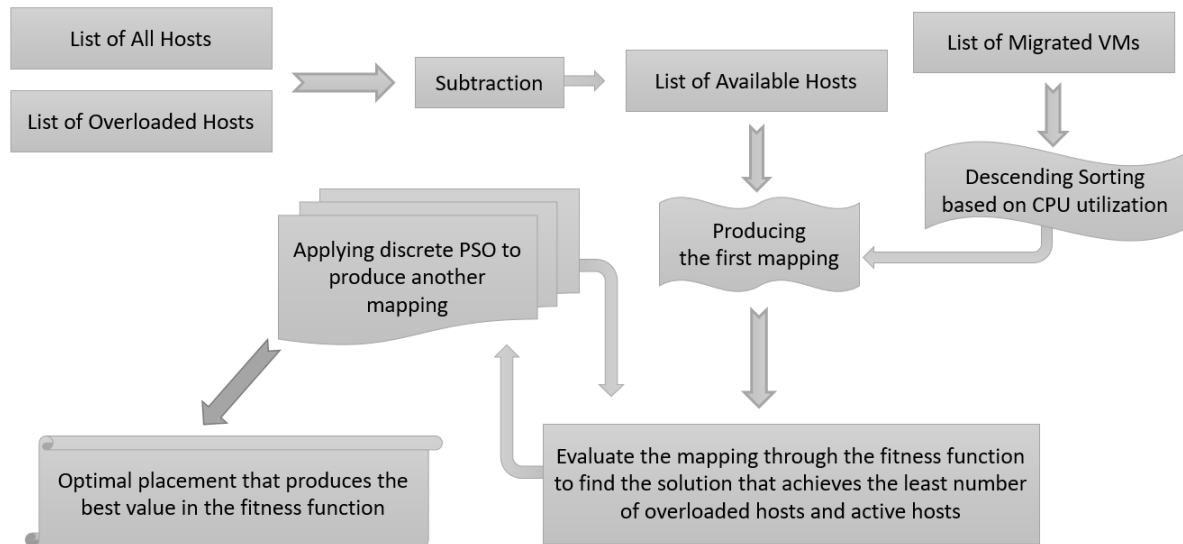 List of All Hosts
List of Overloaded Hosts
Subtraction
List of Available Hosts
List of Migrated VMs
Descending Sorting
based on CPU utilization
Producing
the first mapping
Applying discrete PSO to
produce another
mapping
Evaluate the mapping through the fitness function
to find the solution that achieves the least number
of overloaded hosts and active hosts
Optimal placement that produces the
best value in the fitness function